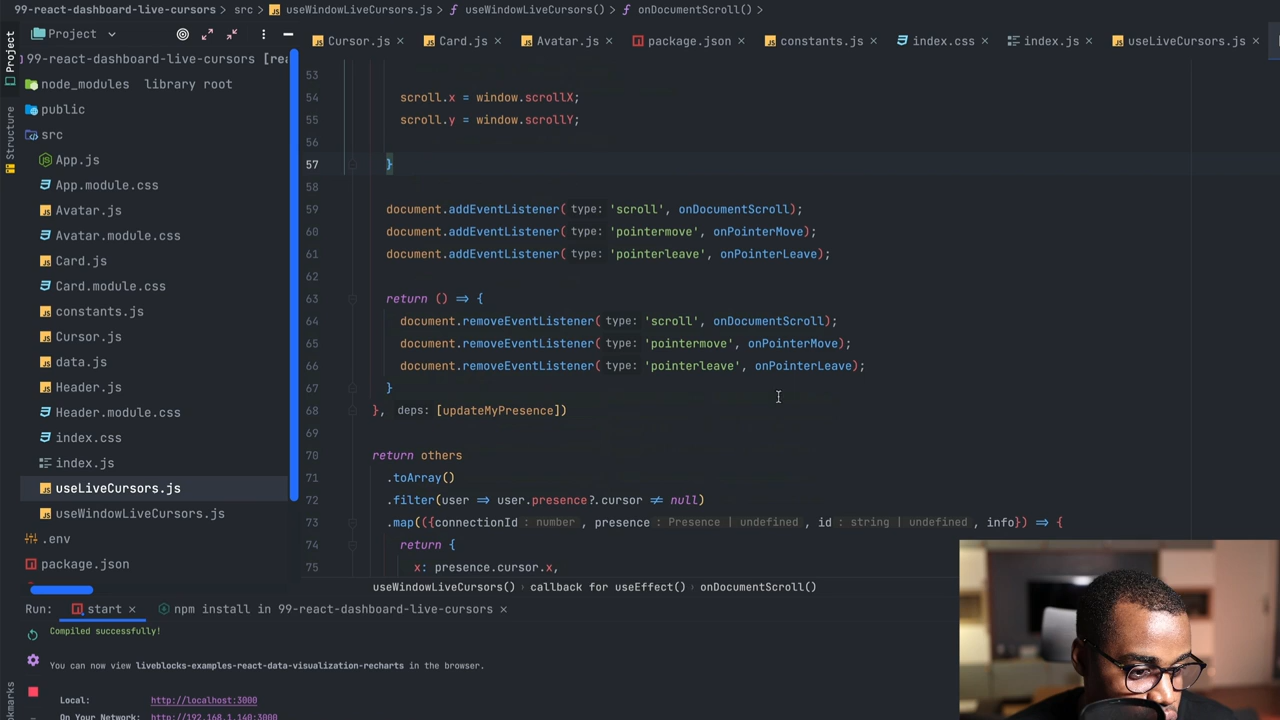 99-react-dashboard-live-cursors > src > useWindowLiveCursors.js > useWindowLiveCursors() > onDocumentScroll() >
Project
Cursor.js
Card.js
Avatar.js
package.json
constants.js
index.css
index.js
useLiveCursors.js
Project
Structure
99-react-dashboard-live-cursors
node_modules library root
public
src
App.js
App.module.css
Avatar.js
Avatar.module.css
Card.js
Card.module.css
constants.js
Cursor.js
data.js
Header.js
Header.module.css
index.css
index.js
useLiveCursors.js
useWindowLiveCursors.js
.env
package.json
53
54 scroll.x = window.scrollX;
55 scroll.y = window.scrollY;
56
57 }
58
59 document.addEventListener( type: 'scroll', onDocumentScroll);
60 document.addEventListener( type: 'pointermove', onPointerMove);
61 document.addEventListener( type: 'pointerleave', onPointerLeave);
62
63 return () => {
64 document.removeEventListener( type: 'scroll', onDocumentScroll);
65 document.removeEventListener( type: 'pointermove', onPointerMove);
66 document.removeEventListener( type: 'pointerleave', onPointerLeave);
67 }
68 }, deps: [updateMyPresence])
69
70 return others
71 .toArray()
72 .filter(user => user.presence?.cursor ≠ null)
73 .map(({connectionId : number , presence : Presence | undefined , id : string | undefined , info}) => {
74 return {
75 x: presence.cursor.x,
useWindowLiveCursors() > callback for useEffect() > onDocumentScroll()
Run: start npm install in 99-react-dashboard-live-cursors
Compiled successfully!
You can now view liveblocks-examples-react-data-visualization-recharts in the browser.
Local: http://localhost:3000
On Your Network: http://192.168.1.140:3000